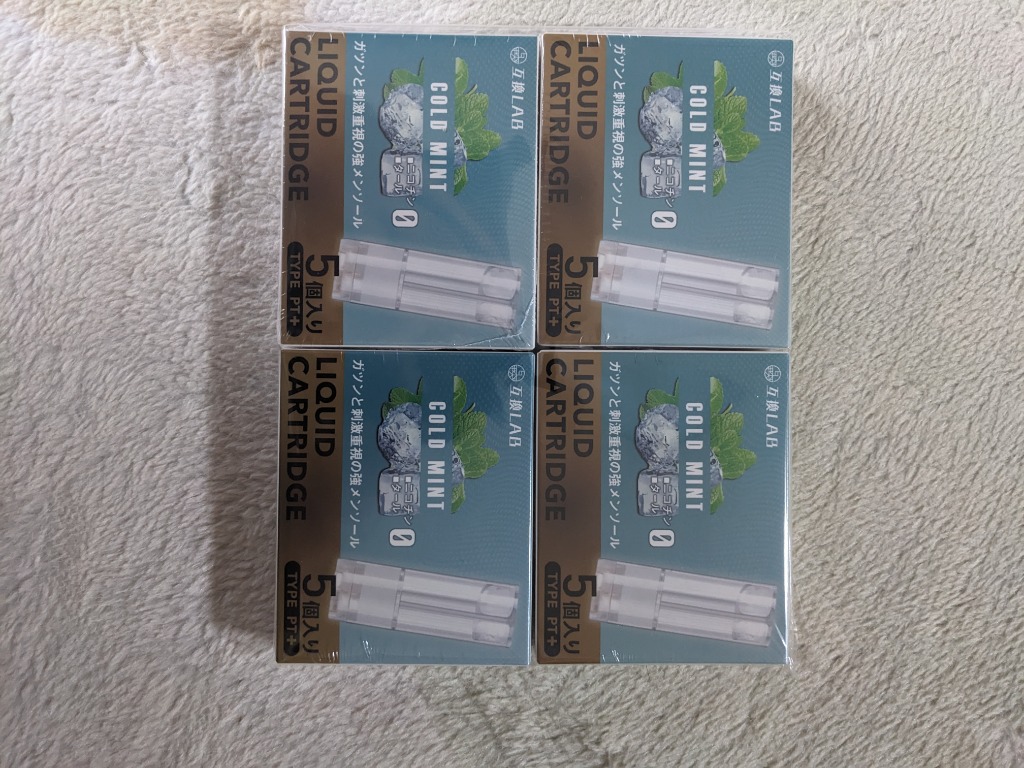 互換LAB
COLD MINT
ニコチン
タール
0
ガツンと刺激重視の強メンソール
LIQUID
CARTRIDGE
5個入り
TYPE PT+
互換LAB
COLD MINT
ニコチン
タール
0
ガツンと刺激重視の強メンソール
LIQUID
CARTRIDGE
5個入り
TYPE PT+
互換LAB
COLD MINT
ニコチン
タール
0
ガツンと刺激重視の強メンソール
LIQUID
CARTRIDGE
5個入り
TYPE PT+
互換LAB
COLD MINT
ニコチン
タール
0
ガツンと刺激重視の強メンソール
LIQUID
CARTRIDGE
5個入り
TYPE PT+